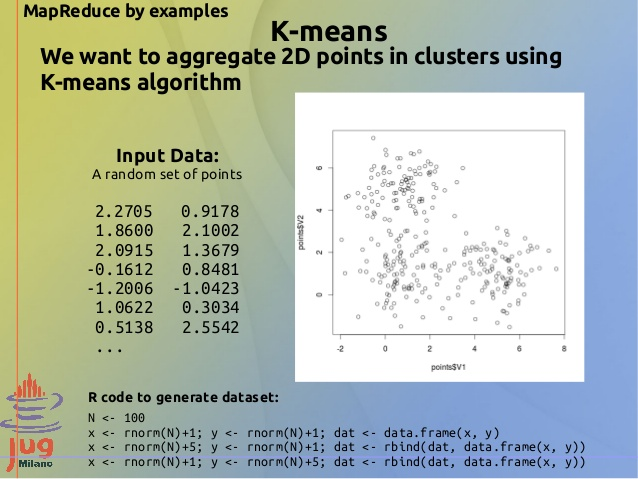 MapReduce by examples
K-means
We want to aggregate 2D points in clusters using
K-means algorithm
Input Data:
A random set of points
2.2705 0.9178
1.8600 2.1002
2.0915 1.3679
-0.1612 0.8481
-1.2006 -1.0423
1.0622 0.3034
0.5138 2.5542
...
points$V2
6
4
2
0
-2 0 2 4 6 8
points$V1
R code to generate dataset:
N <- 100
x <- rnorm(N)+1; y <- rnorm(N)+1; dat <- data.frame(x, y)
x <- rnorm(N)+5; y <- rnorm(N)+1; dat <- rbind(dat, data.frame(x, y))
x <- rnorm(N)+1; y <- rnorm(N)+5; dat <- rbind(dat, data.frame(x, y))
jug
Milano